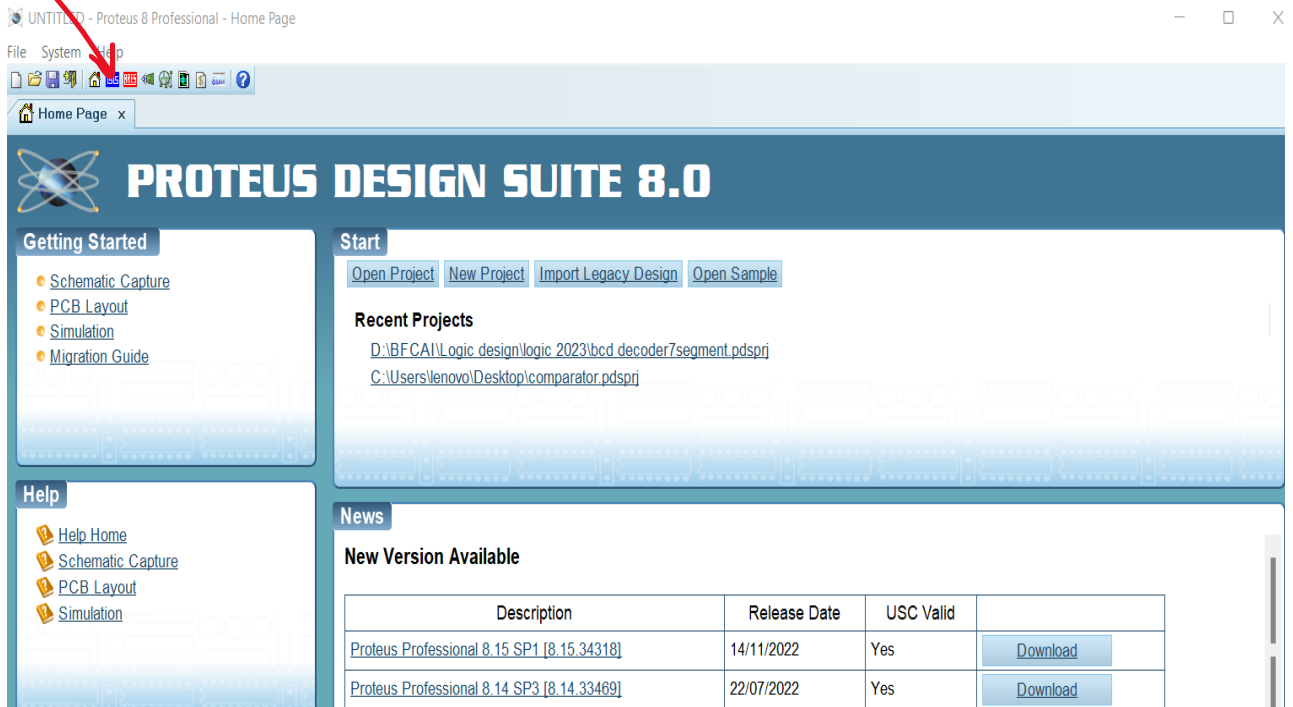 UNTITLED - Proteus 8 Professional - Home Page
File System Help
Home Page x
PROTEUS DESIGN SUITE 8.0
Getting Started
Schematic Capture
PCB Layout
Simulation
Migration Guide
Start
Open Project New Project Import Legacy Design Open Sample
Recent Projects
D:\BFCAI\Logic design\logic 2023\bcd decoder7segment.pdsprj
C:\Users\lenovo\Desktop\comparator.pdsprj
Help
Help Home
Schematic Capture
PCB Layout
Simulation
News
New Version Available
Description Release Date USC Valid
Proteus Professional 8.15 SP1 [8.15.34318] 14/11/2022 Yes Download
Proteus Professional 8.14 SP3 [8.14.33469] 22/07/2022 Yes Download